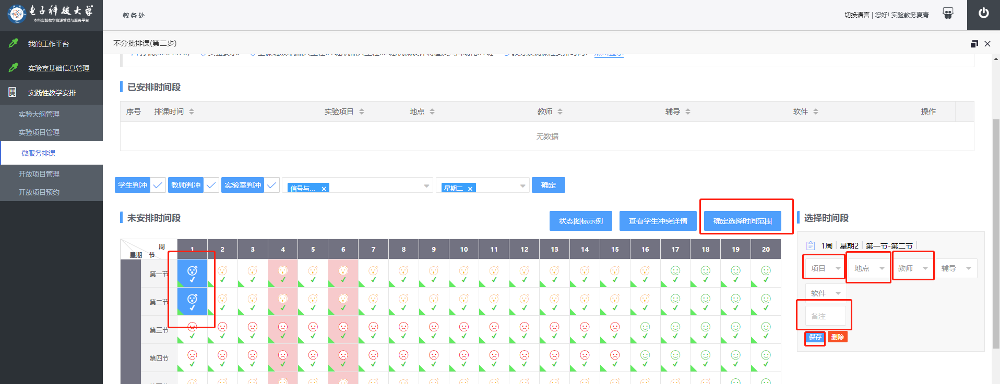 电子科技大学
本科实验教学资源管理与服务平台
教务处
切换语言 | 您好! 实验教务夏青
我的工作平台
实验室基础信息管理
实践性教学安排
实验大纲管理
实验项目管理
微服务排课
开放项目管理
开放项目预约
不分批排课(第二步)
已安排时间段
序号 排课时间 实验项目 地点 教师 辅导 软件 操作
无数据
学生判冲 教师判冲 实验室判冲 信号与... × 星期二 × 确定
未安排时间段 状态图标示例 查看学生冲突详情 确定选择时间范围
周 星期 节 1 2 3 4 5 6 7 8 9 10 11 12 13 14 15 16 17 18 19 20
第一节
第二节
第三节
第四节
选择时间段
1周 | 星期2 | 第一节-第二节 |
项目 地点 教师 辅导
软件
备注
保存 删除